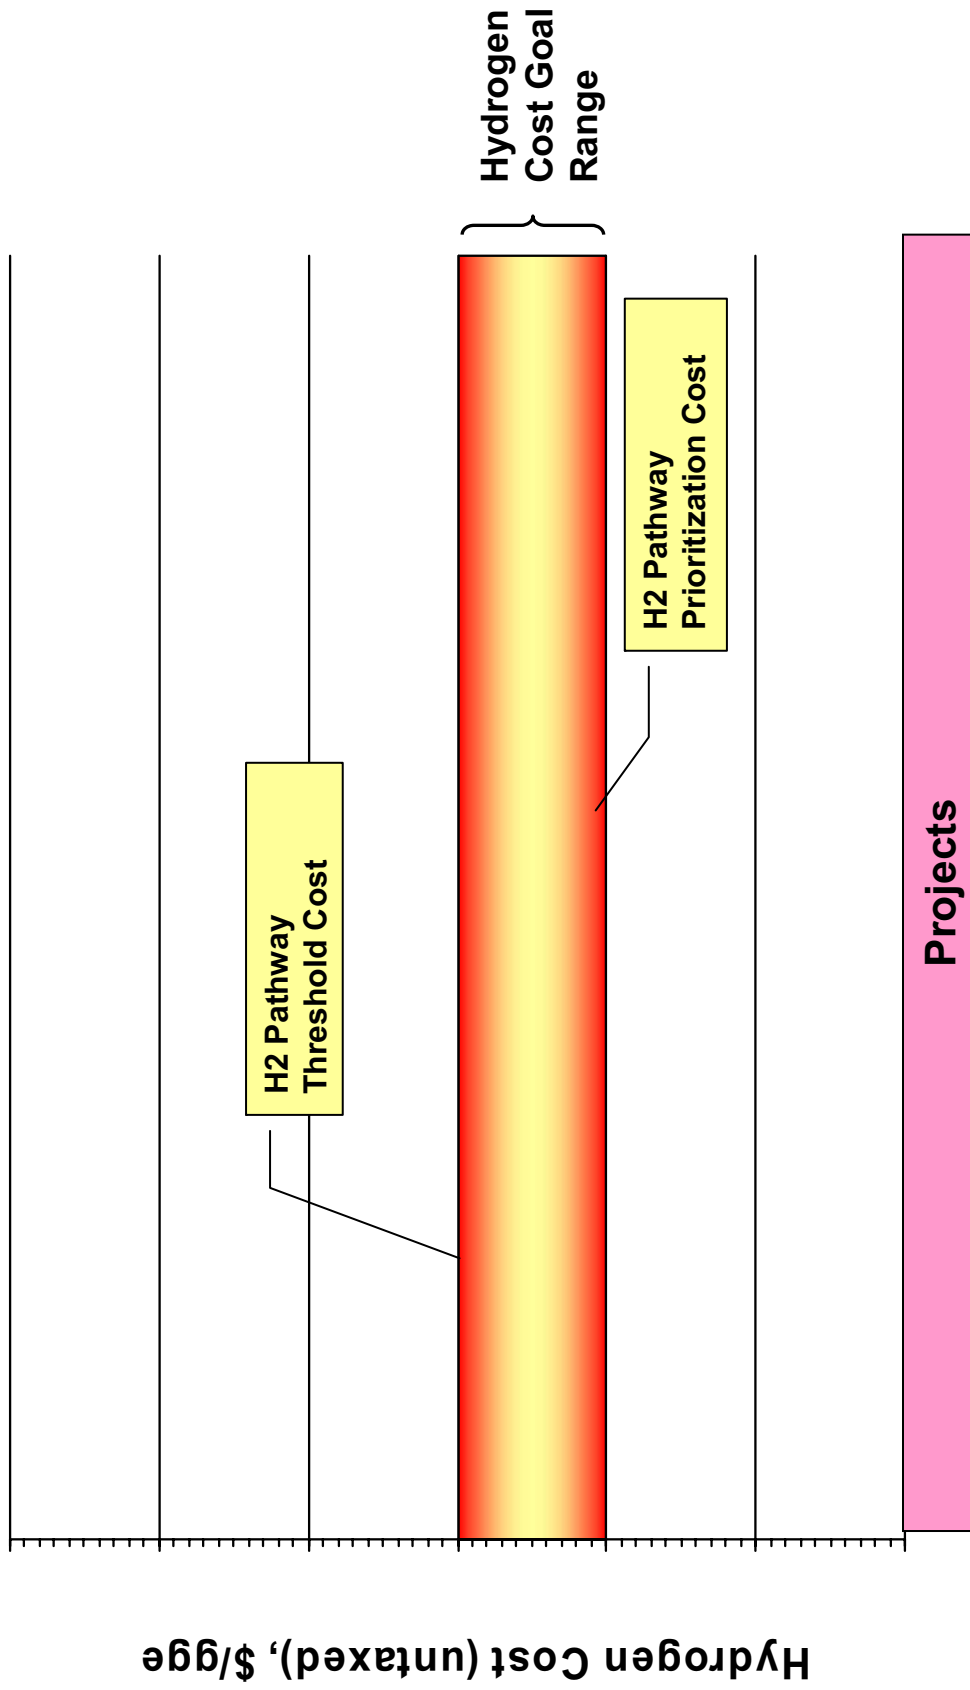 Hydrogen Cost (untaxed), $/gge
H2 Pathway
Threshold Cost
H2 Pathway
Prioritization Cost
Hydrogen
Cost Goal
Range
Projects